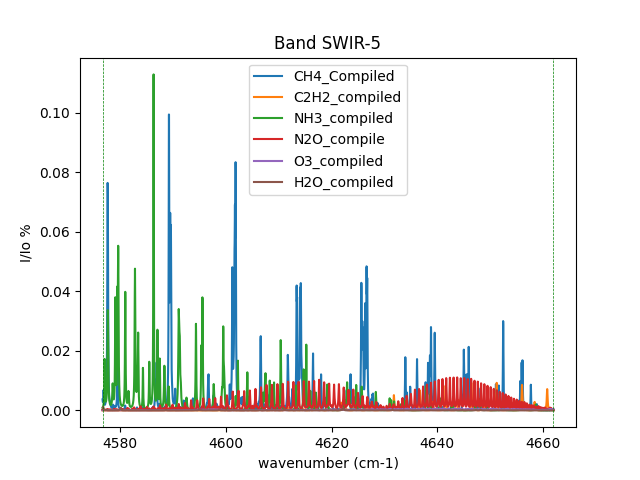 Band SWIR-5
CH4_Compiled
C2H2_compiled
NH3_compiled
N2O_compile
O3_compiled
H2O_compiled
0.10
0.08
0.06
0.04
0.02
0.00
I/Io %
4580 4600 4620 4640 4660
wavenumber (cm-1)